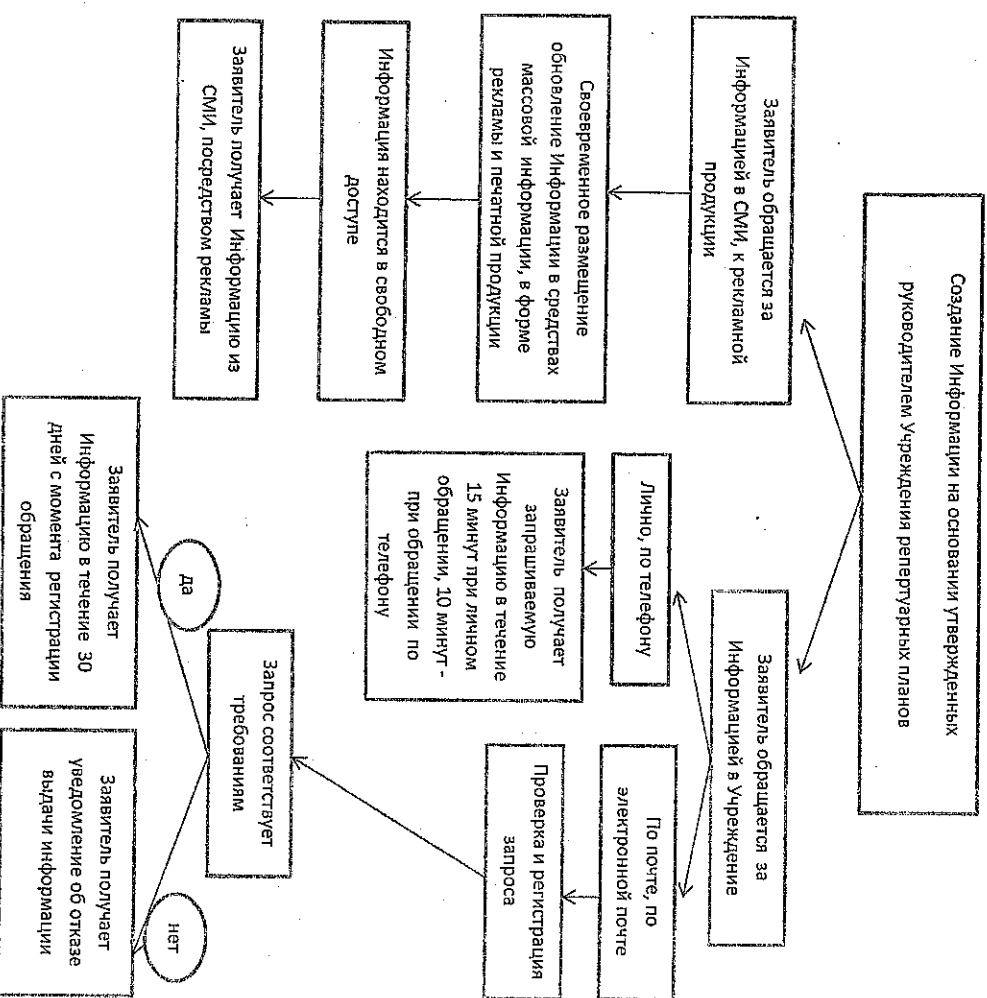 Создание Информации на основании утвержденных
руководителем Учреждения репертуарных планов
Заявитель обращается за
Информацией в СМИ, к рекламной
продукции
Своевременное размещение
обновление Информации в средствах
массовой информации, в форме
рекламы и печатной продукции
Информация находится в свободном
доступе
Заявитель получает Информацию из
СМИ, посредством рекламы
Заявитель обращается за
Информацией в Учреждение
Лично, по телефону
Заявитель получает
запрашиваемую
Информацию в течение
15 минут при личном
обращении, 10 минут -
при обращении по
телефону
По почте, по
электронной почте
Проверка и регистрация
запроса
Запрос соответствует
требованиям
да
нет
Заявитель получает
Информацию в течение 30
дней с момента регистрации
обращения
Заявитель получает
уведомление об отказе
выдачи информации